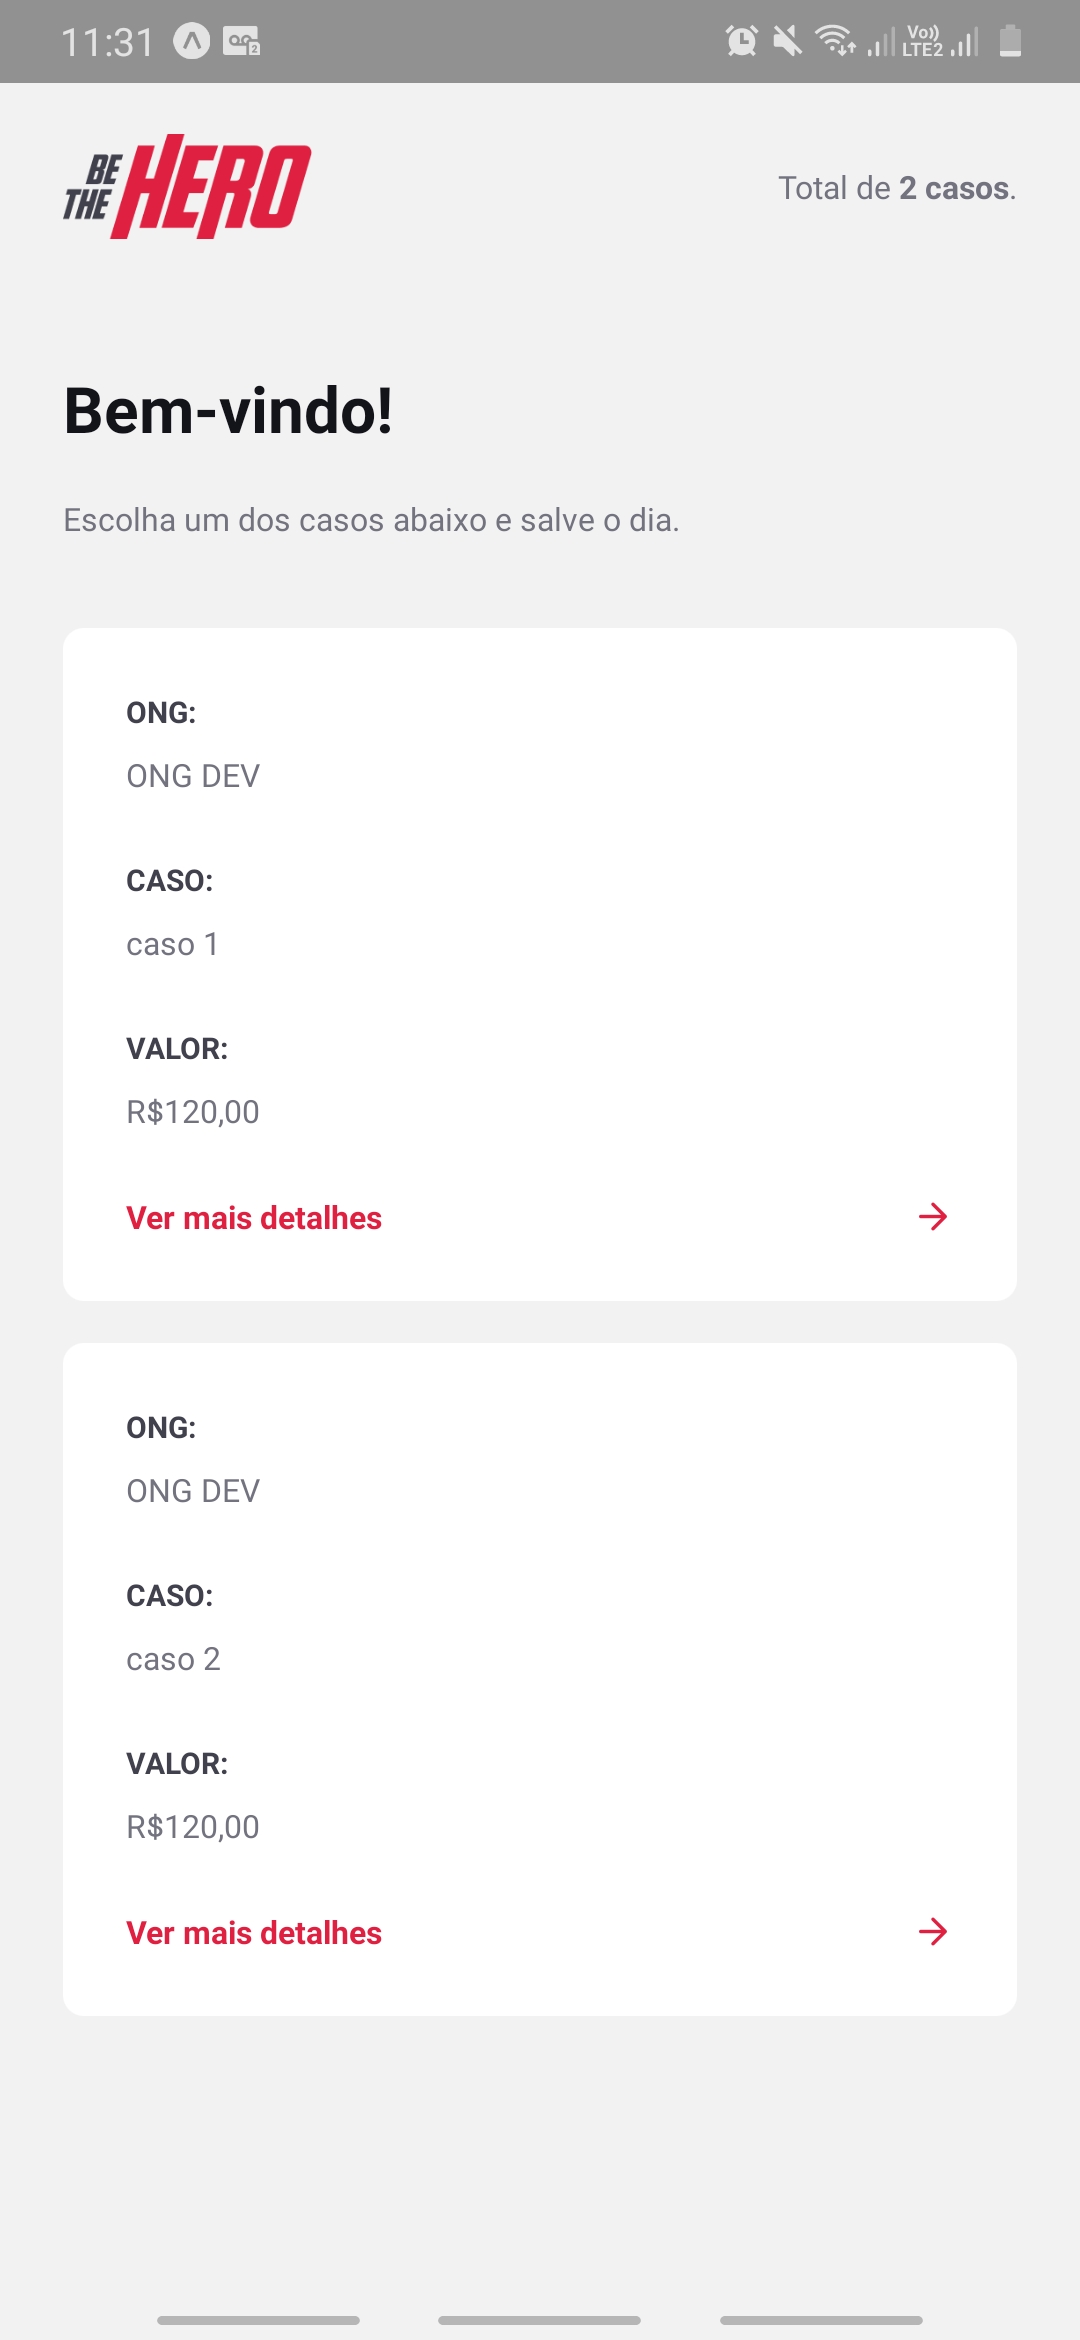 11:31
2
Vo))
LTE2
BE
THE
HERO
Total de 2 casos.
Bem-vindo!
Escolha um dos casos abaixo e salve o dia.
ONG:
ONG DEV
CASO:
caso 1
VALOR:
R$120,00
Ver mais detalhes
ONG:
ONG DEV
CASO:
caso 2
VALOR:
R$120,00
Ver mais detalhes